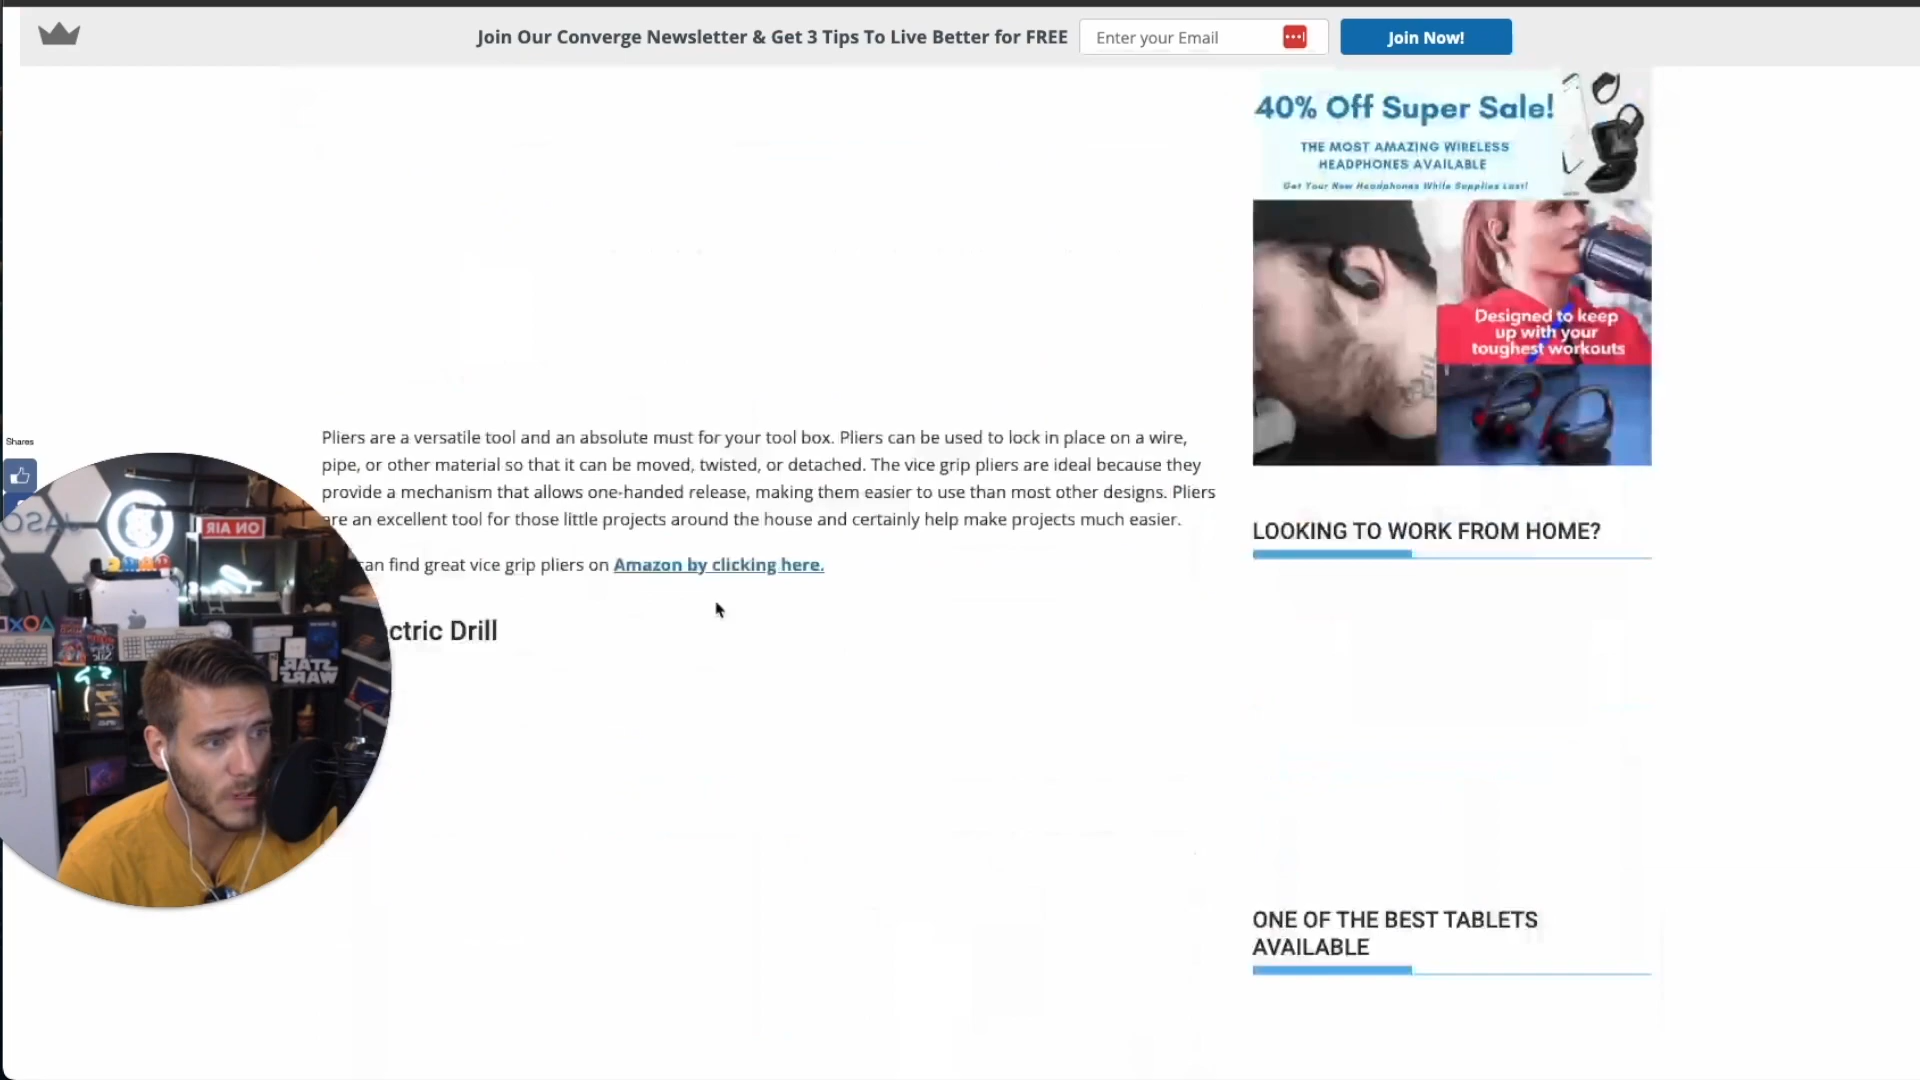 Join Our Converge Newsletter & Get 3 Tips To Live Better for FREE
Enter your Email
Join Now!
40% Off Super Sale!
THE MOST AMAZING WIRELESS
HEADPHONES AVAILABLE
Get Your New Headphones While Supplies Last!
Designed to keep
up with your
toughest workouts
Shares
Pliers are a versatile tool and an absolute must for your tool box. Pliers can be used to lock in place on a wire,
pipe, or other material so that it can be moved, twisted, or detached. The vice grip pliers are ideal because they
provide a mechanism that allows one-handed release, making them easier to use than most other designs. Pliers
are an excellent tool for those little projects around the house and certainly help make projects much easier.
an find great vice grip pliers on Amazon by clicking here.
ctric Drill
LOOKING TO WORK FROM HOME?
ONE OF THE BEST TABLETS
AVAILABLE
ON AIR
STAR
WARS